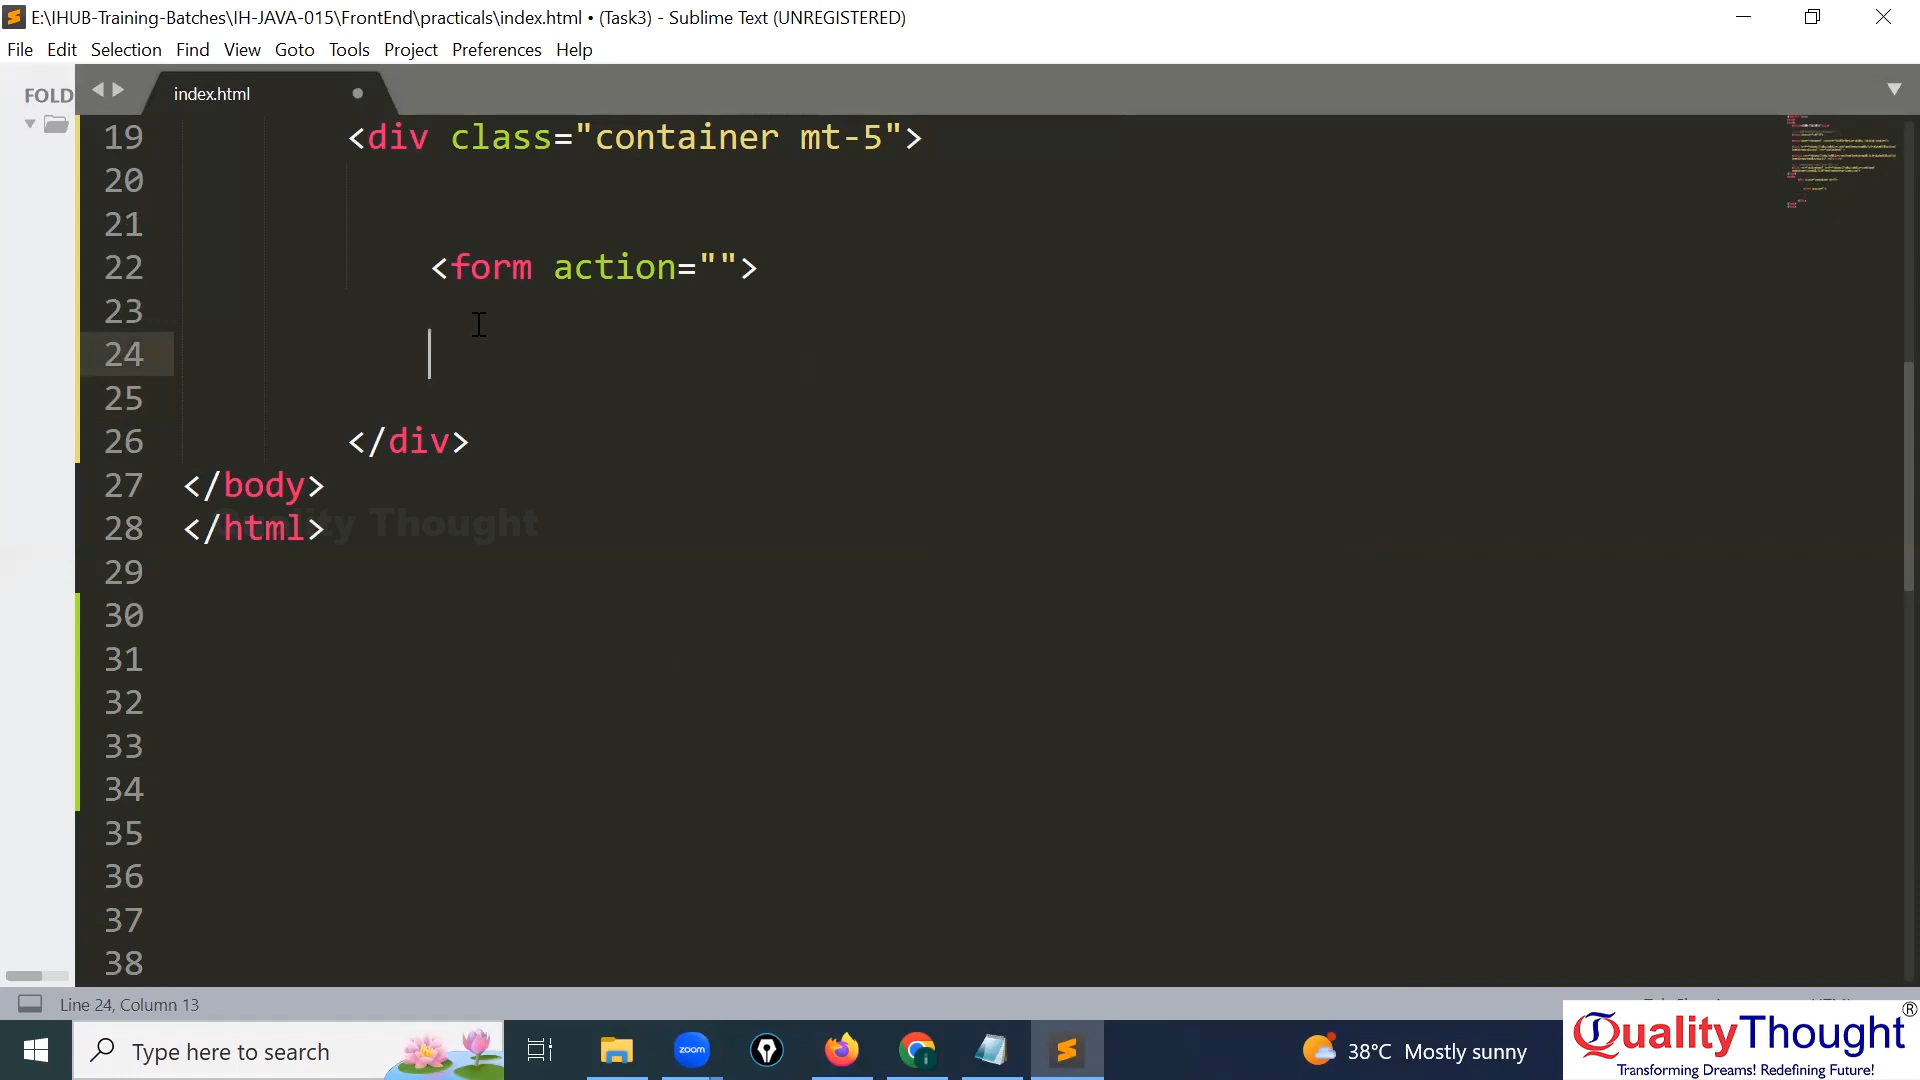 E:\IHUB-Training-Batches\IH-JAVA-015\FrontEnd\practicals\index.html • (Task3) - Sublime Text (UNREGISTERED)
File Edit Selection Find View Goto Tools Project Preferences Help
FOLD
index.html
19 <div class="container mt-5">
20
21
22 <form action="">
23
24
25
26 </div>
27 </body>
28 </html>
Quality Thought
29
30
31
32
33
34
35
36
37
38
Line 24, Column 13
Type here to search
zoom
38°C Mostly sunny
QualityThought®
Transforming Dreams! Redefining Future!